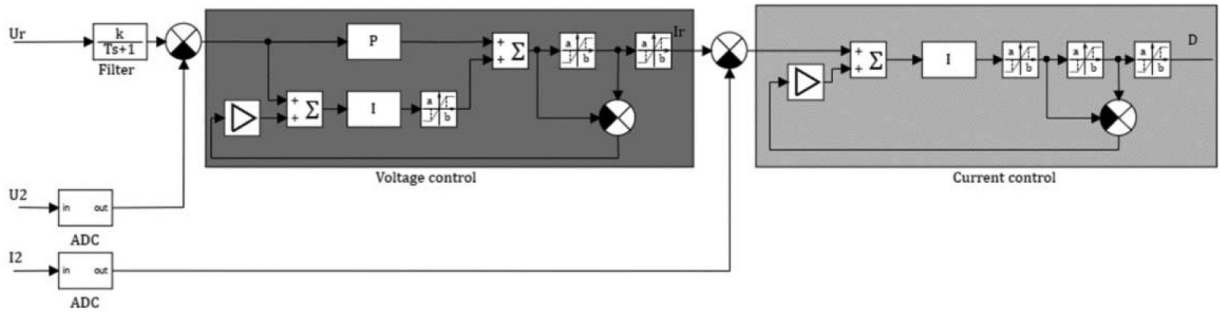 Ur
k
Ts+1
Filter
P
+
+
Σ
a
b
a
b
Ir
+
+
Σ
I
a
b
Voltage control
+
+
Σ
I
a
b
a
b
a
b
D
Current control
U2
in out
ADC
I2
in out
ADC